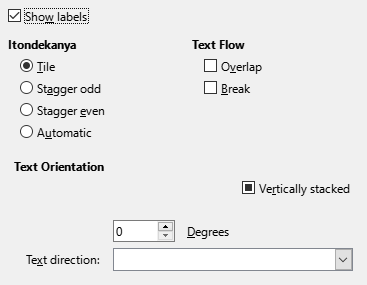 Show labels
Itondekanya
Text Flow
Tile
Overlap
Stagger odd
Break
Stagger even
Automatic
Text Orientation
Vertically stacked
0 Degrees
Text direction: